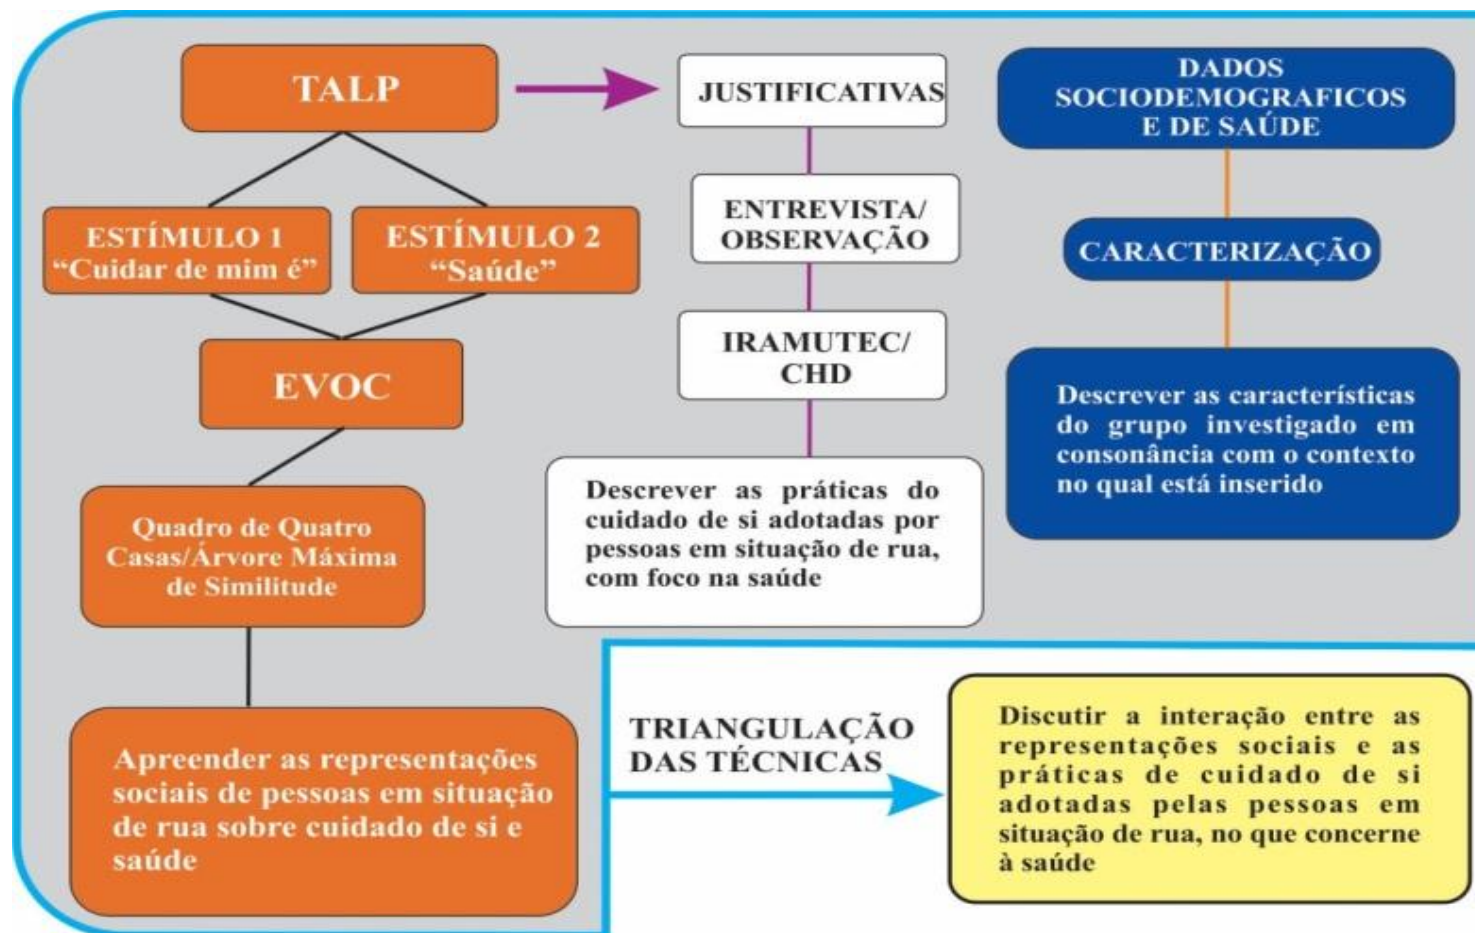 TALP
ESTÍMULO 1
“Cuidar de mim é”
ESTÍMULO 2
“Saúde”
EVOC
Quadro de Quatro
Casas/Árvore Máxima
de Similitude
Apreender as representações
sociais de pessoas em situação
de rua sobre cuidado de si e
saúde
JUSTIFICATIVAS
ENTREVISTA/
OBSERVAÇÃO
IRAMUTEC/
CHD
Descrever as práticas do
cuidado de si adotadas por
pessoas em situação de rua,
com foco na saúde
DADOS
SOCIODEMOGRAFICOS
E DE SAÚDE
CARACTERIZAÇÃO
Descrever as características
do grupo investigado em
consonância com o contexto
no qual está inserido
TRIANGULAÇÃO
DAS TÉCNICAS
Discutir a interação entre as
representações sociais e as
práticas de cuidado de si
adotadas pelas pessoas em
situação de rua, no que concerne
à saúde